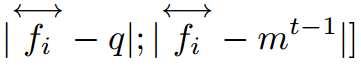 $| \overleftrightarrow{f_i} - q|; | \overleftrightarrow{f_i} - m^{t-1}|]$